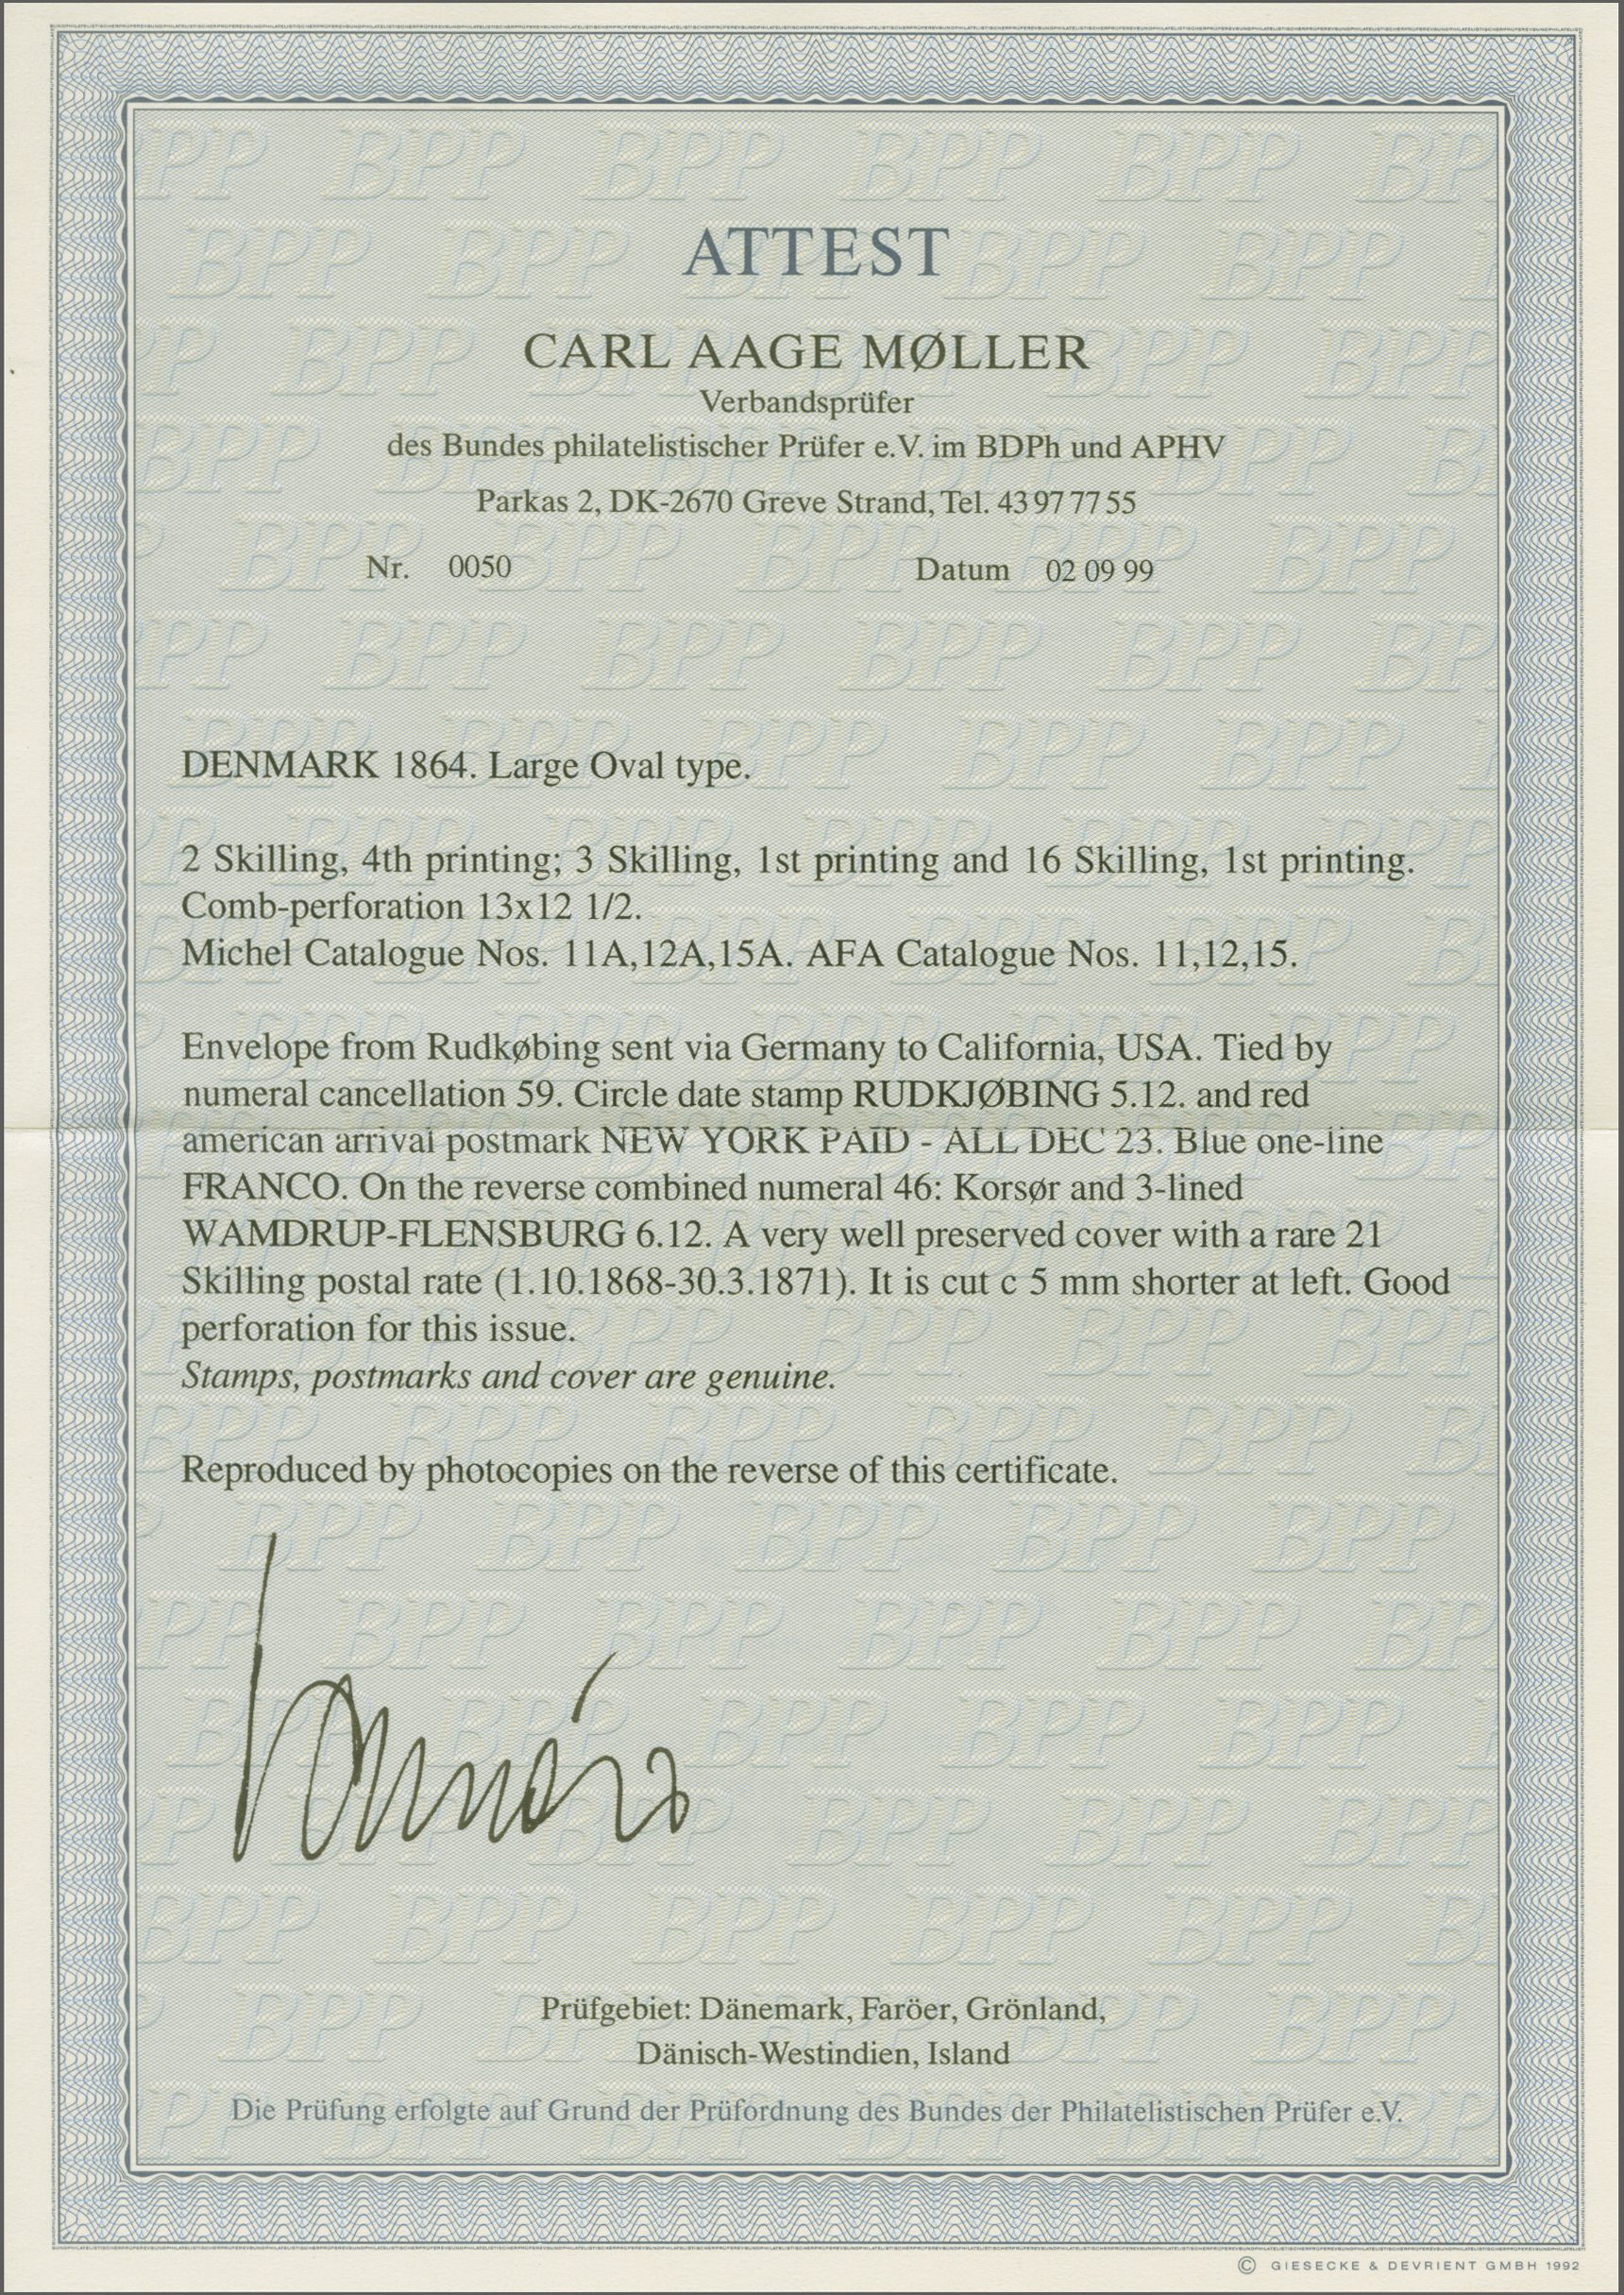 ATTEST
CARL AAGE MØLLER
Verbandsprüfer
des Bundes philatelistischer Prüfer e.V. im BDPh und APHV
Parkas 2, DK-2670 Greve Strand, Tel. 43 97 77 55
Nr. 0050 Datum 02 09 99
DENMARK 1864. Large Oval type.
2 Skilling, 4th printing; 3 Skilling, 1st printing and 16 Skilling, 1st printing.
Comb-perforation 13x12 1/2.
Michel Catalogue Nos. 11A,12A,15A. AFA Catalogue Nos. 11,12,15.
Envelope from Rudkøbing sent via Germany to California, USA. Tied by
numeral cancellation 59. Circle date stamp RUDKJØBING 5.12. and red
american arrival postmark NEW YORK PAID - ALL DEC 23. Blue one-line
FRANCO. On the reverse combined numeral 46: Korsør and 3-lined
WAMDRUP-FLENSBURG 6.12. A very well preserved cover with a rare 21
Skilling postal rate (1.10.1868-30.3.1871). It is cut c 5 mm shorter at left. Good
perforation for this issue.
Stamps, postmarks and cover are genuine.
Reproduced by photocopies on the reverse of this certificate.
Prüfgebiet: Dänemark, Faröer, Grönland,
Dänisch-Westindien, Island
Die Prüfung erfolgte auf Grund der Prüfordnung des Bundes der Philatelistischen Prüfer e.V.
© GIESECKE & DEVRIENT GMBH 1992